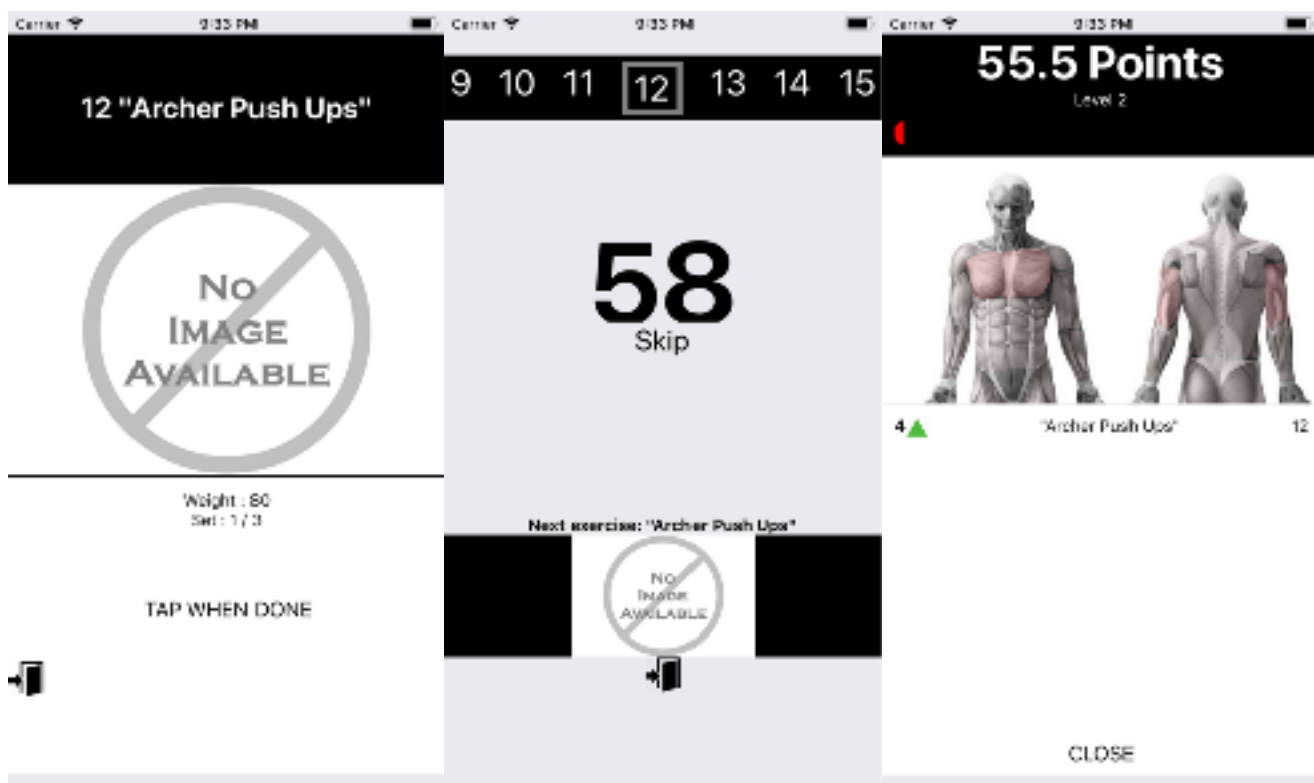 Carrier 9:33 PM
12 "Archer Push Ups"
No
IMAGE
AVAILABLE
Weight : 80
Set : 1 / 3
TAP WHEN DONE
Carrier 9:33 PM
9 10 11 12 13 14 15
58
Skip
Next exercise: "Archer Push Ups"
No
IMAGE
AVAILABLE
Carrier 9:33 PM
55.5 Points
Level 2
4 "Archer Push Ups" 12
CLOSE